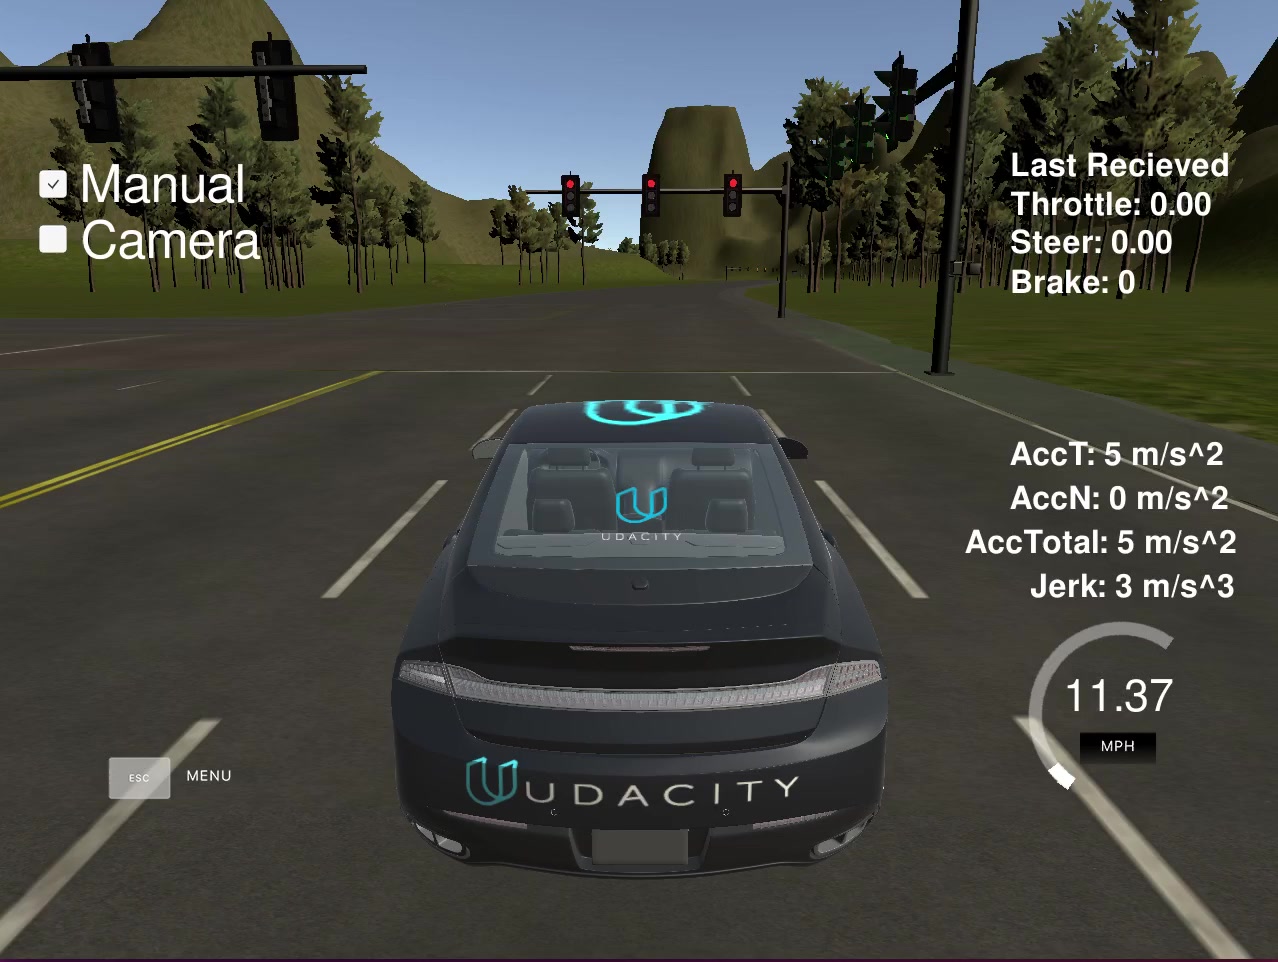 Manual
Camera
Last Recieved
Throttle: 0.00
Steer: 0.00
Brake: 0
AccT: 5 m/s^2
AccN: 0 m/s^2
AccTotal: 5 m/s^2
Jerk: 3 m/s^3
UDACITY
11.37
MPH
ESC
MENU
UDACITY